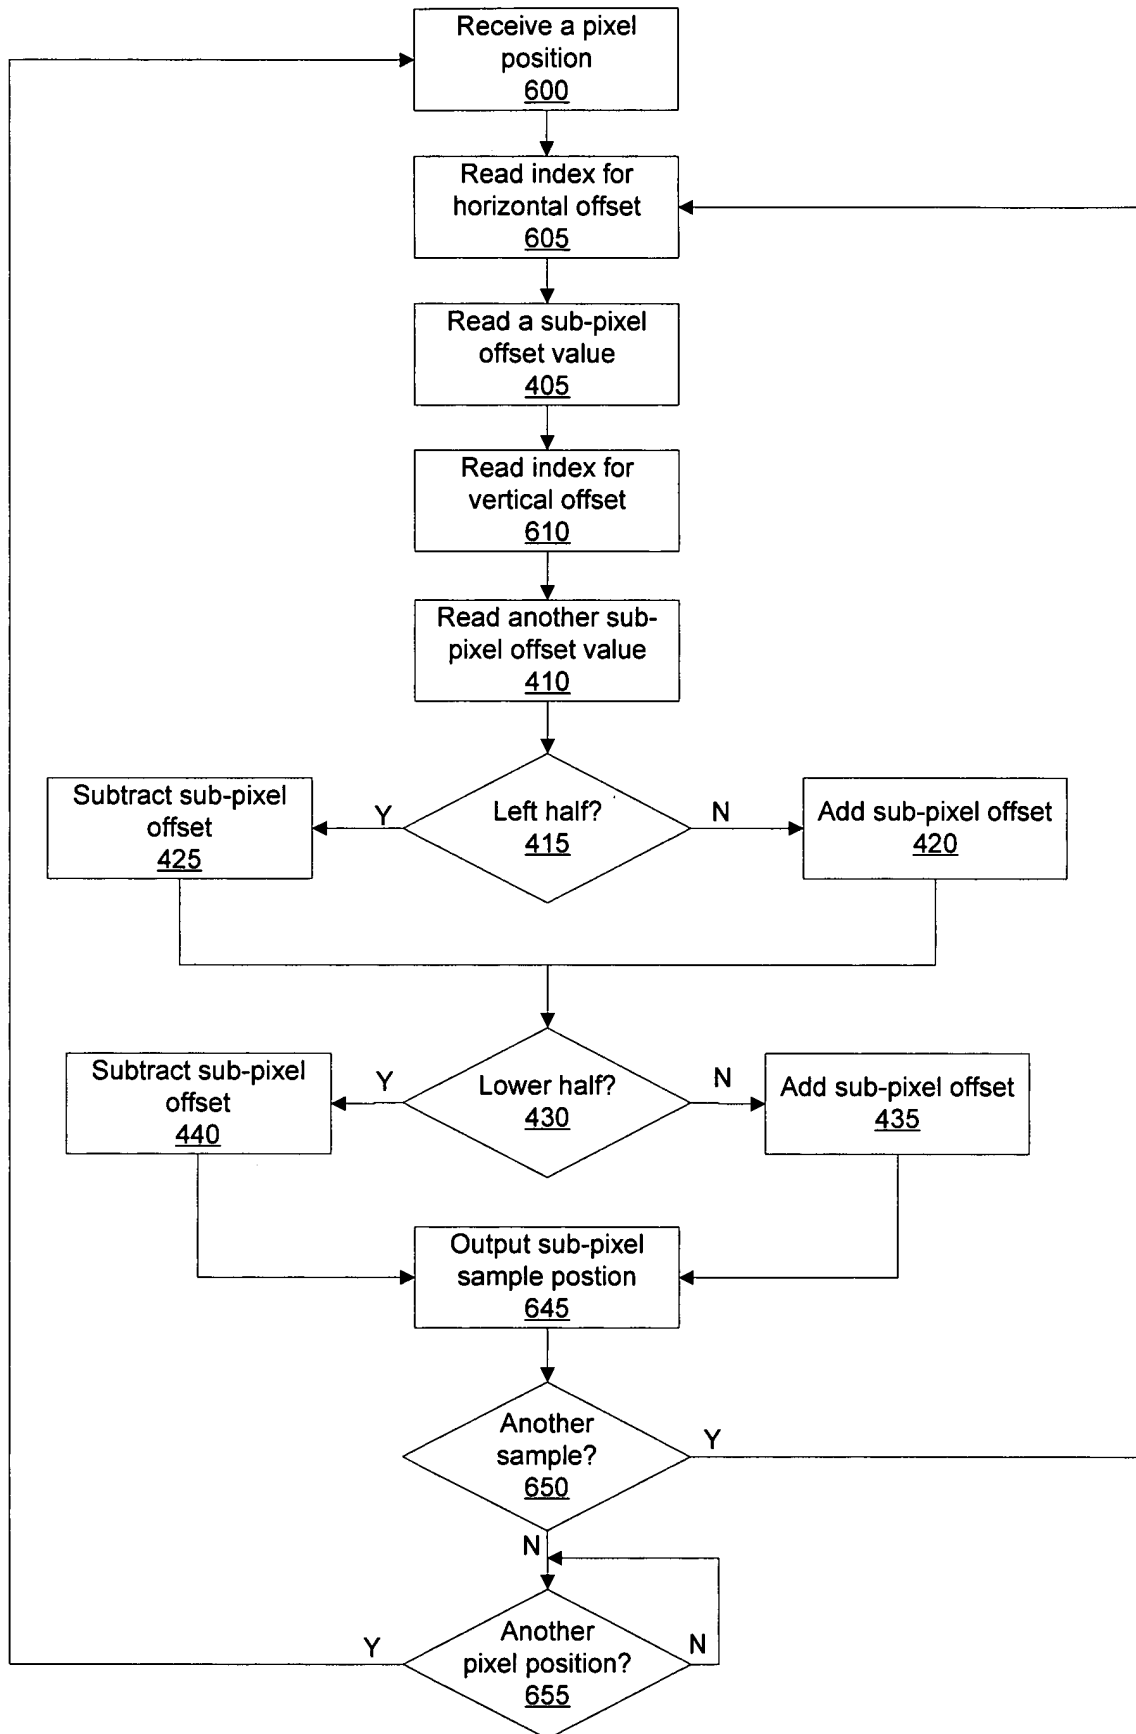 Receive a pixel
position
600
Read index for
horizontal offset
605
Read a sub-pixel
offset value
405
Read index for
vertical offset
610
Read another sub-
pixel offset value
410
Left half?
415
Y
N
Subtract sub-pixel
offset
425
Add sub-pixel offset
420
Lower half?
430
Y
N
Subtract sub-pixel
offset
440
Add sub-pixel offset
435
Output sub-pixel
sample postion
645
Another
sample?
650
Y
N
Another
pixel position?
655
Y
N